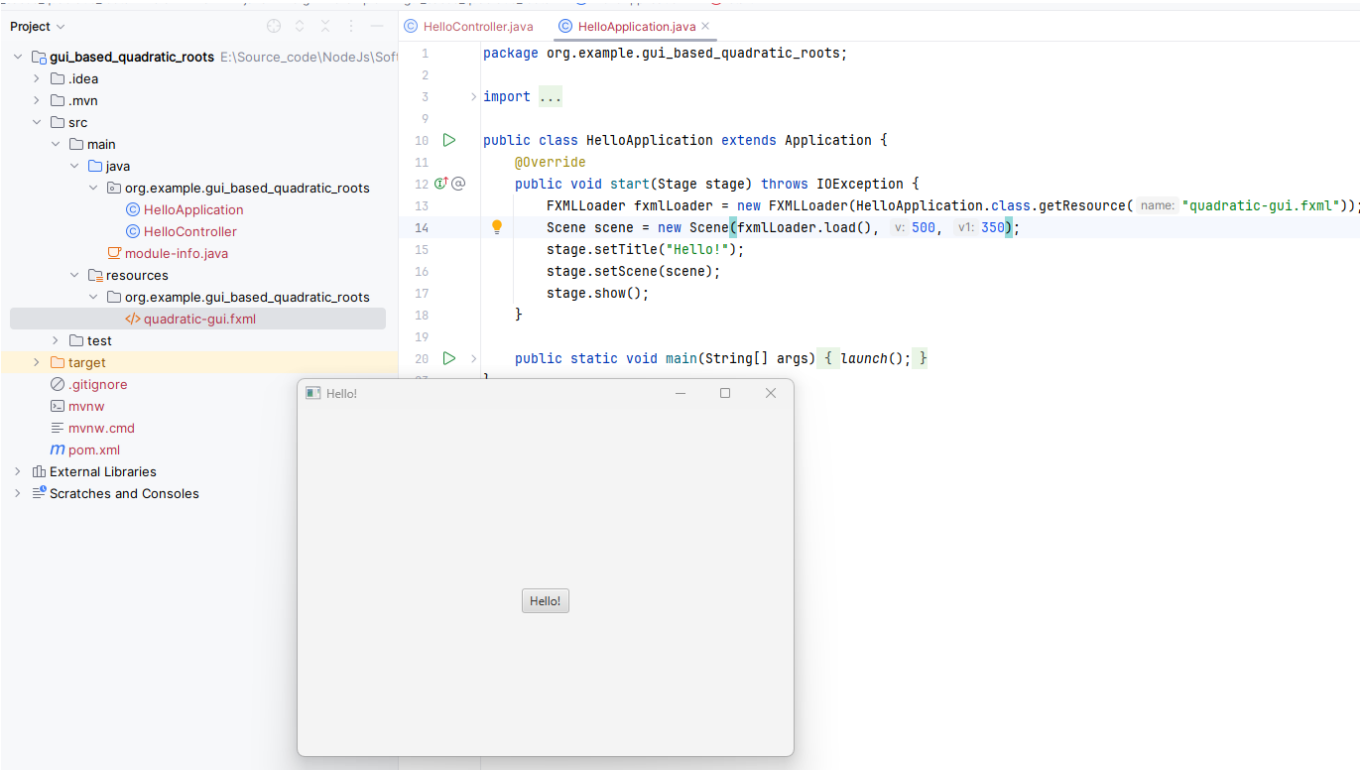 Project
HelloController.java
HelloApplication.java
gui_based_quadratic_roots E:\Source_code\NodeJs\Sof
.idea
.mvn
src
main
java
org.example.gui_based_quadratic_roots
HelloApplication
HelloController
module-info.java
resources
org.example.gui_based_quadratic_roots
quadratic-gui.fxml
test
target
.gitignore
mvnw
mvnw.cmd
pom.xml
External Libraries
Scratches and Consoles
1 package org.example.gui_based_quadratic_roots;
2
3 import ...
9
10 public class HelloApplication extends Application {
11 @Override
12 public void start(Stage stage) throws IOException {
13 FXMLLoader fxmlLoader = new FXMLLoader(HelloApplication.class.getResource( name: "quadratic-gui.fxml"));
14 Scene scene = new Scene(fxmlLoader.load(), v: 500, v1: 350);
15 stage.setTitle("Hello!");
16 stage.setScene(scene);
17 stage.show();
18 }
19
20 public static void main(String[] args) { launch(); }
Hello!
Hello!